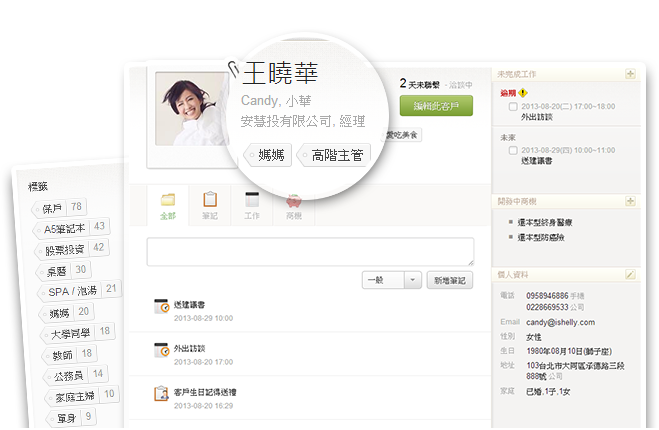 王曉華
Candy, 小華
安慧投有限公司, 經理
媽媽
高階主管
2 天未聯繫 · 洽談中
編輯此客戶
愛吃美食
全部
筆記
工作
商機
一般
新增筆記
送建議書
2013-08-29 10:00
外出訪談
2013-08-20 17:00
客戶生日記得送禮
2013-08-20 16:29
標籤
保戶 78
A5筆記本 43
股票投資 42
桌曆 30
SPA / 泡湯 21
媽媽 20
大學同學 18
教師 18
公務員 14
家庭主婦 10
單身 9
未完成工作
逾期
2013-08-20(二) 17:00~18:00
外出訪談
未來
2013-08-29(四) 10:00~11:00
送建議書
開發中商機
還本型終身醫療
還本型防癌險
個人資料
電話 0958946886 手機
0228669533 公司
Email candy@ishelly.com
性別 女性
生日 1980年08月10日(獅子座)
地址 103台北市大同區承德路三段
888號 公司
家庭 已婚,1子,1女